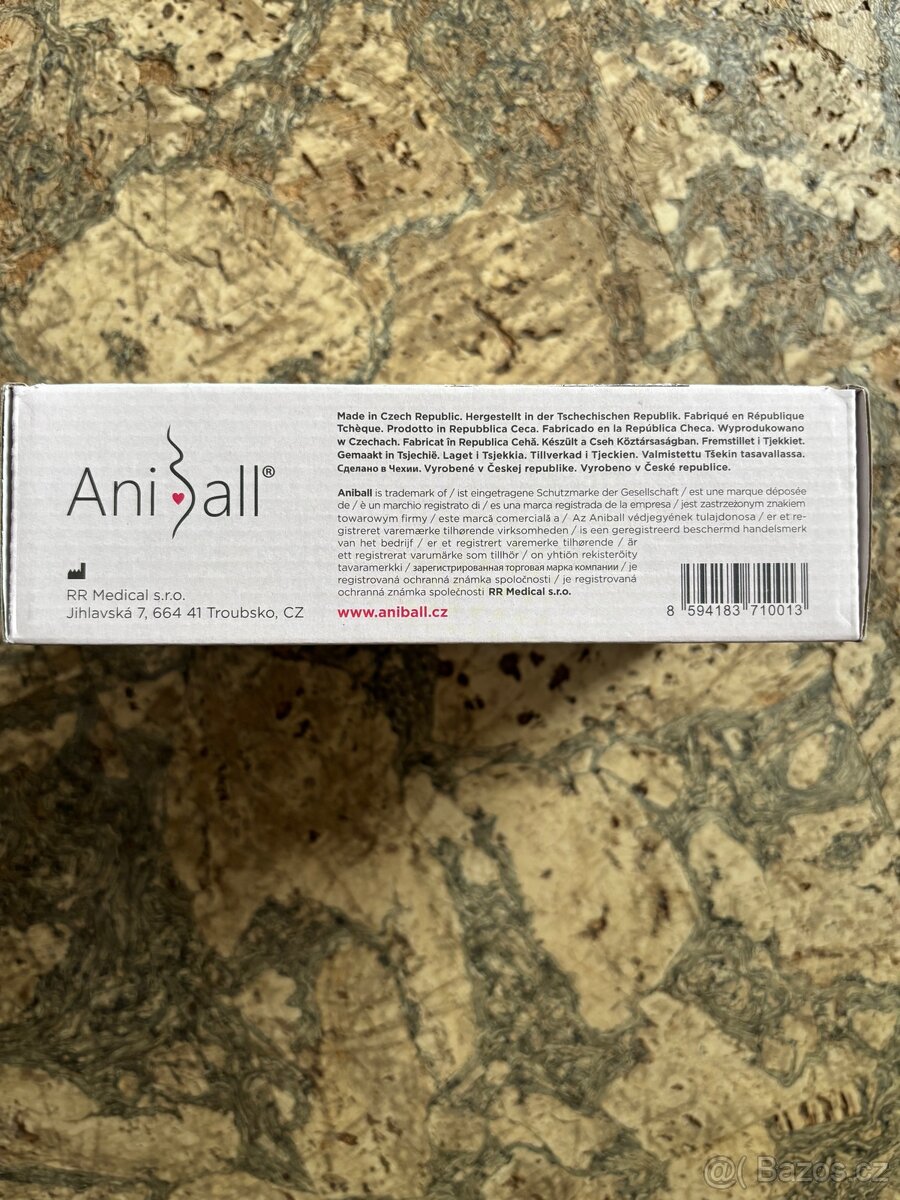 AniBall®
RR Medical s.r.o.
Jihlavská 7, 664 41 Troubsko, CZ
Made in Czech Republic. Hergestellt in der Tschechischen Republik. Fabriqué en République
Tchèque. Prodotto in Repubblica Ceca. Fabricado en la República Checa. Wyprodukowano
w Czechach. Fabricat în Republica Cehă. Készült a Cseh Köztársaságban. Fremstillet i Tjekkiet.
Gemaakt in Tsjechië. Laget i Tsjekkia. Tillverkad i Tjeckien. Valmistettu Tšekin tasavallassa.
Сделано в Чехии. Vyrobené v Českej republike. Vyrobeno v České republice.
Aniball is trademark of / ist eingetragene Schutzmarke der Gesellschaft / est une marque déposée
de / è un marchio registrato di / es una marca registrada de la empresa / jest zastrzeżonym znakiem
towarowym firmy / este marcă comercială a / Az Aniball védjegyének tulajdonosa / er et re-
gistreret varemærke tilhørende virksomheden / is een geregistreerd beschermd handelsmerk
van het bedrijf / er et registrert varemerke tilhørende / är
ett registrerat varumärke som tillhör / on yhtiön rekisteröity
tavaramerkki / зарегистрированная торговая марка компании / je
registrovaná ochranná známka spoločnosti / je registrovaná
ochranná známka společnosti RR Medical s.r.o.
www.aniball.cz
8 594183 710013
@( Bazos.cz